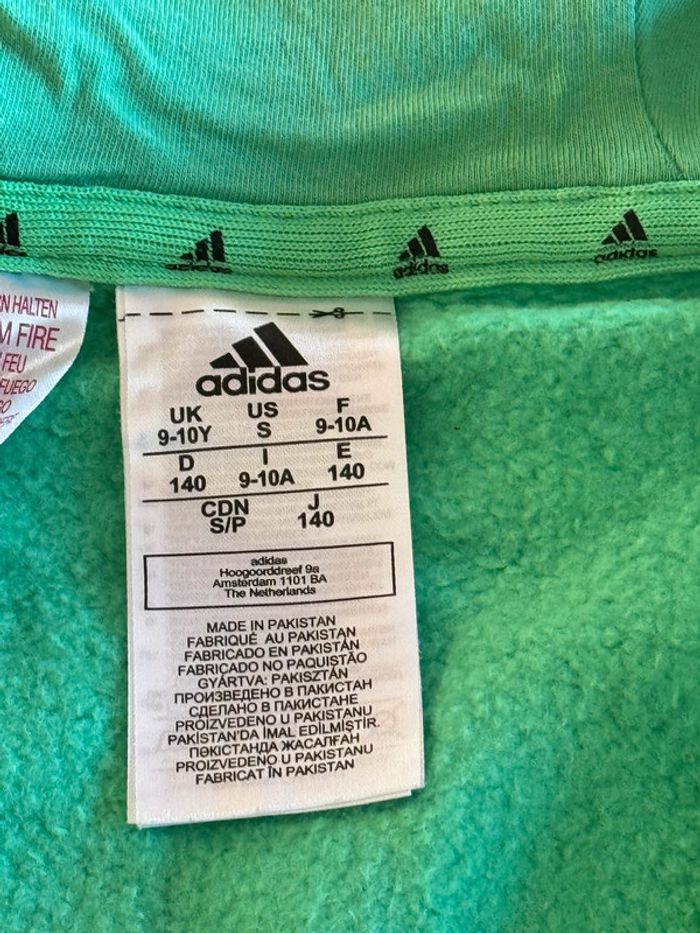 adidas
adidas
adidas
N HALTEN
M FIRE
FEU
FUEGO
adidas
UK US F
9-10Y S 9-10A
D I E
140 9-10A 140
CDN J
S/P 140
adidas
Hoogoorddreef 9a
Amsterdam 1101 BA
The Netherlands
MADE IN PAKISTAN
FABRIQUÉ AU PAKISTAN
FABRICADO EN PAKISTÁN
FABRICADO NO PAQUISTÃO
GYÁRTVA: PAKISZTÁN
ПРОИЗВЕДЕНО В ПАКИСТАН
СДЕЛАНО В ПАКИСТАНЕ
PROIZVEDENO U PAKISTANU
PAKİSTAN'DA İMAL EDİLMİŞTİR.
ПӘКІСТАНДА ЖАСАЛҒАН
PROIZVEDENO U PAKISTANU
FABRICAT ÎN PAKISTAN